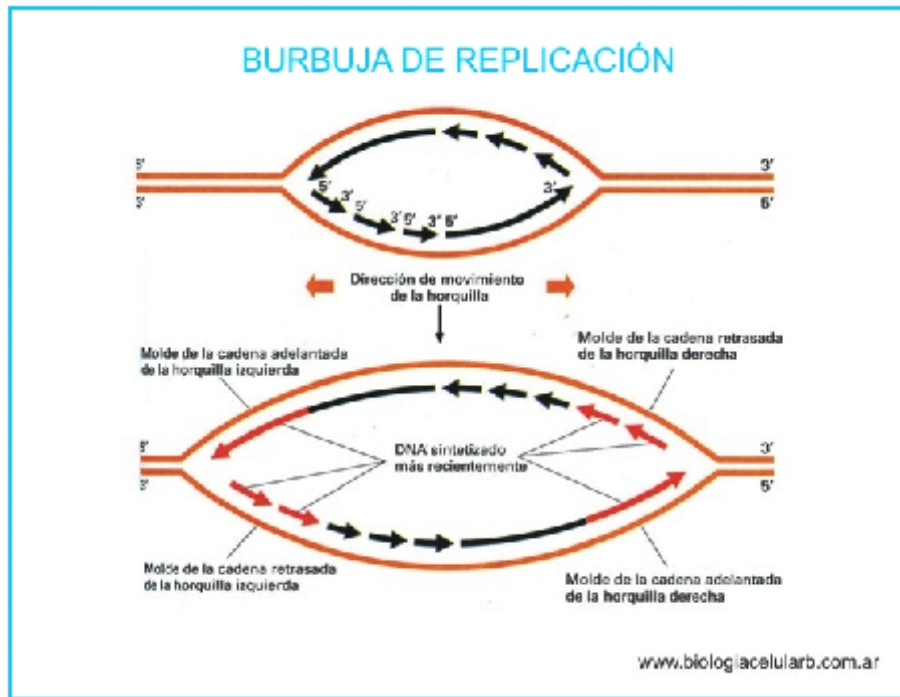 BURBUJA DE REPLICACIÓN
5' 3'
3' 5'
5' 3' 5' 3' 5' 3' 5' 3'
Dirección de movimiento
de la horquilla
Molde de la cadena adelantada
de la horquilla izquierda
Molde de la cadena retrasada
de la horquilla derecha
DNA sintetizado
más recientemente
3'
5'
Molde de la cadena retrasada
de la horquilla izquierda
Molde de la cadena adelantada
de la horquilla derecha
www.biologiacelularb.com.ar